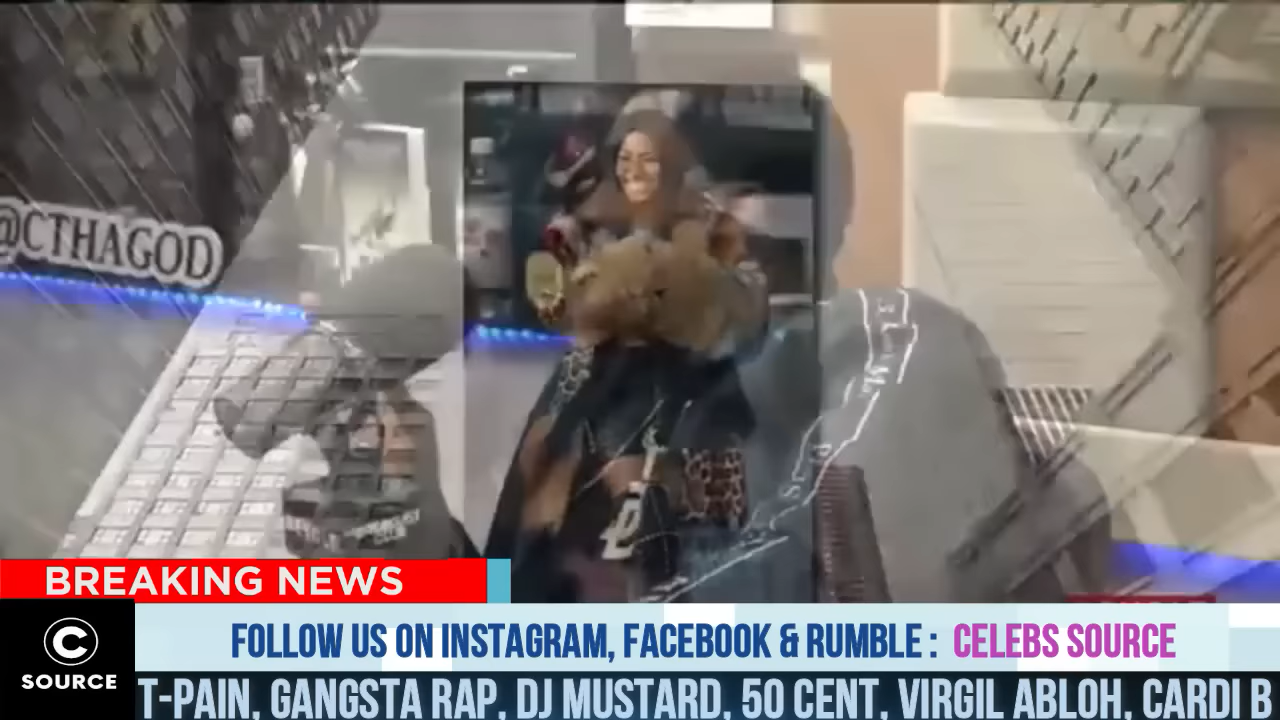 @CTHAGOD
BREAKING NEWS
C
SOURCE
FOLLOW US ON INSTAGRAM, FACEBOOK & RUMBLE : CELEBS SOURCE
T-PAIN, GANGSTA RAP, DJ MUSTARD, 50 CENT, VIRGIL ABLOH, CARDI B